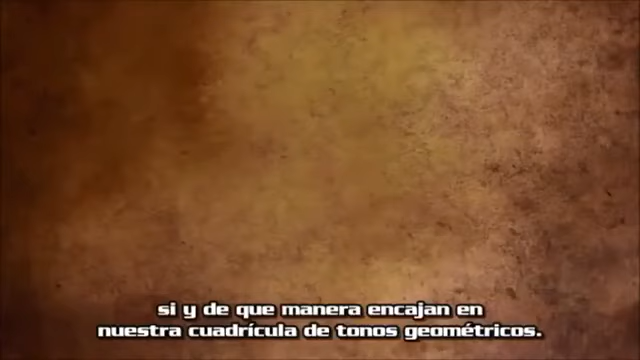 si y de que manera encajan en
nuestra cuadrícula de tonos geométricos.